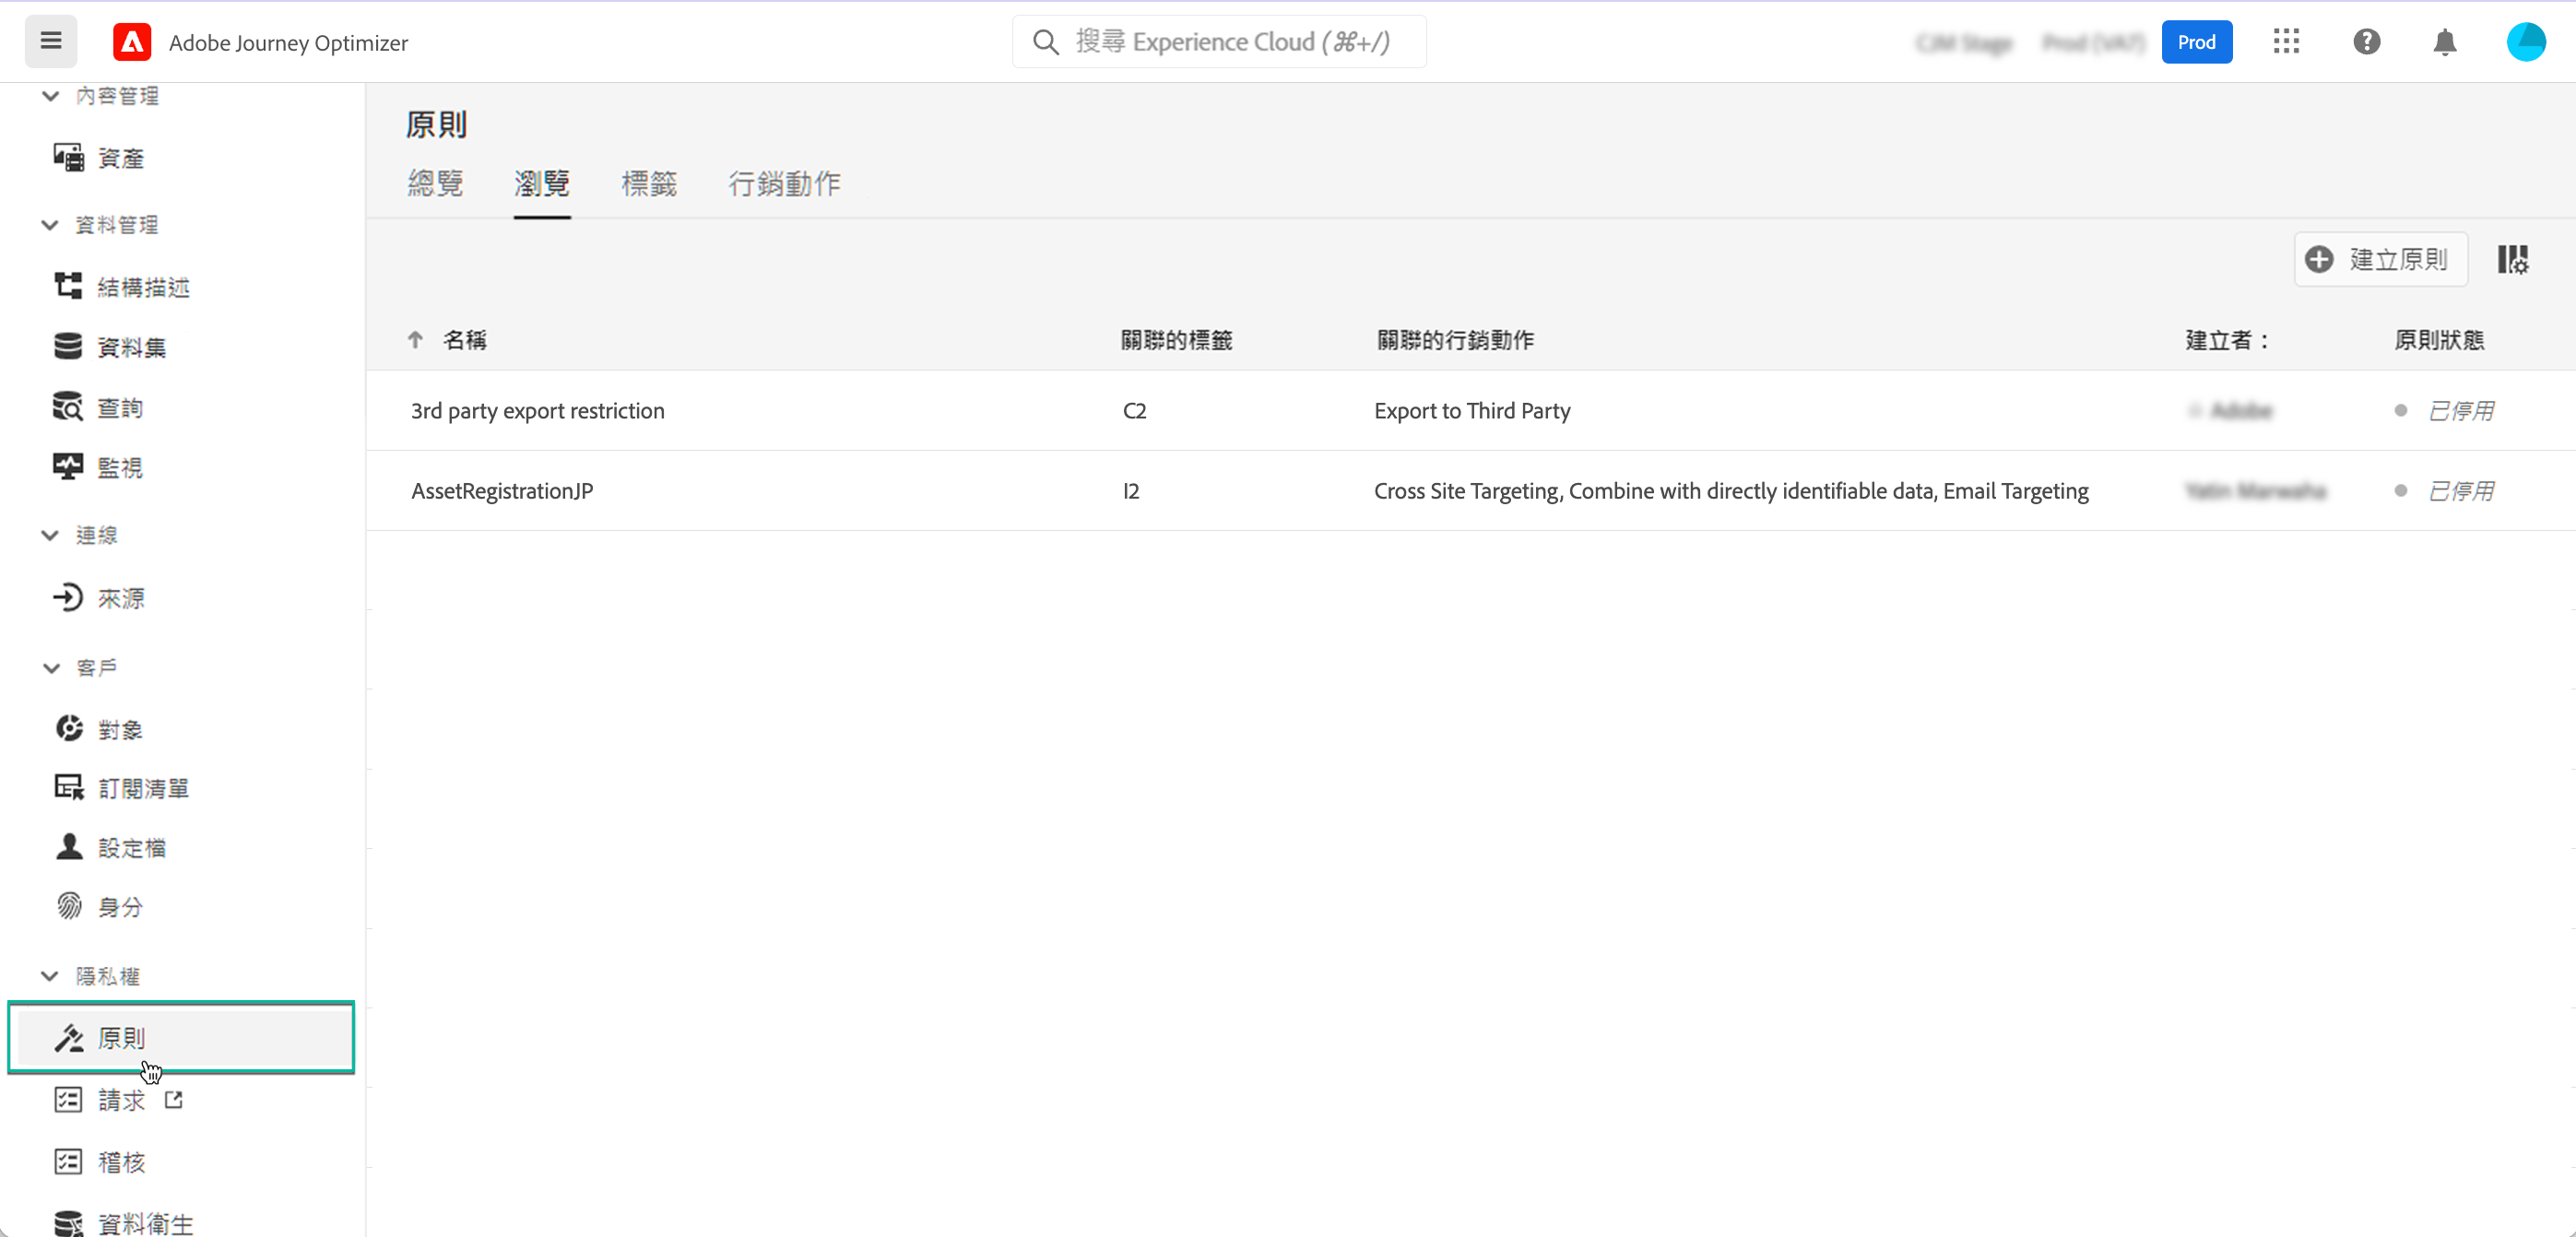 Adobe Journey Optimizer
搜尋 Experience Cloud (⌘+/)
Prod
內容管理
資產
資料管理
結構描述
資料集
查詢
監視
連線
來源
客戶
對象
訂閱清單
設定檔
身分
隱私權
原則
請求
稽核
資料衛生
原則
總覽 瀏覽 標籤 行銷動作
建立原則
名稱 關聯的標籤 關聯的行銷動作 建立者： 原則狀態
3rd party export restriction C2 Export to Third Party Adobe 已停用
AssetRegistrationJP I2 Cross Site Targeting, Combine with directly identifiable data, Email Targeting 已停用